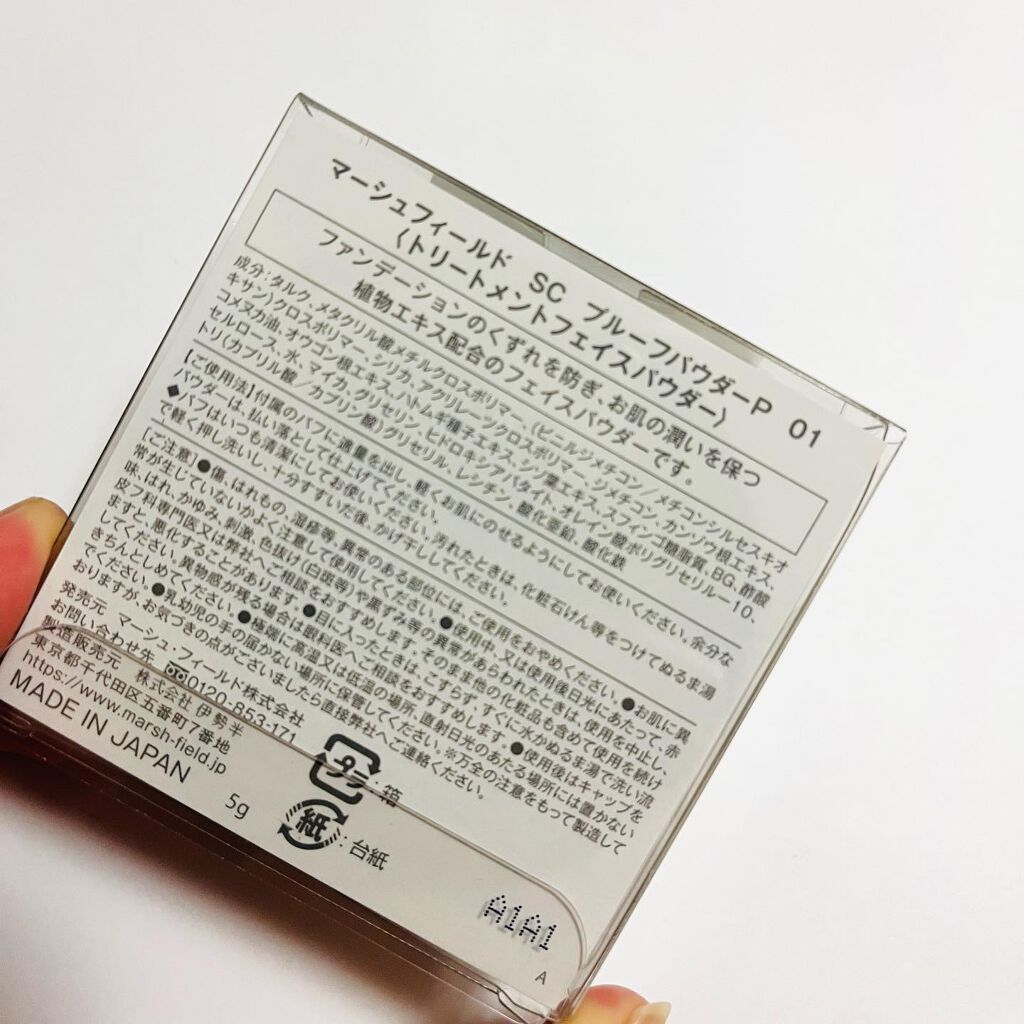 マーシュフィールド SC プルーフパウダーP 01
〈トリートメントフェイスパウダー〉
ファンデーションのくずれを防ぎ、お肌の潤いを保つ
植物エキス配合のフェイスパウダーです。
成分：タルク、メタクリル酸メチルクロスポリマー、(ビニルジメチコン/メチコンシルセスキオ
キサン)クロスポリマー、シリカ、アクリレーツクロスポリマー、ジメチコン、カンゾウ根エキス、
コメヌカ油、オウゴン根エキス、ハトムギ種子エキス、シソ葉エキス、スフィンゴ糖脂質、BG、酢酸
セルロース、水、マイカ、グリセリン、ヒドロキシアパタイト、オレイン酸ポリグリセリル－10、
トリ(カプリル酸／カプリン酸)グリセリル、レシチン、酸化亜鉛、酸化鉄
【ご使用法】付属のパフに適量を出し、軽くお肌にのせるようにしてお使いください。余分な
パウダーは、払い落として仕上げてください。
◆パフはいつも清潔にしてお使いください。汚れたときは、化粧石けん等をつけてぬるま湯
で軽く押し洗いし、十分すすいだ後、かげ干ししてください。
【ご注意】●傷、はれもの、湿疹等、異常のある部位には、ご使用をおやめください。●お肌に異
常が生じていないかよく注意して使用してください。●使用中、又は使用後日光にあたって、赤
味、はれ、かゆみ、刺激、色抜け(白斑等)や黒ずみ等の異常があらわれたときは、使用を中止し、
皮フ科専門医又は弊社へご相談をおすすめします。そのまま他の化粧品も含めて使用を続け
ますと、悪化することがあります。●目に入ったときは、こすらず、すぐに水かぬるま湯で洗い流
してください。異物感が残る場合は眼科医へご相談をおすすめします。●使用後はキャップを
きちんとしめてください。●極端に高温又は低温の場所、直射日光のあたる場所には置かない
でください。●乳幼児の手の届かない場所に保管してください。※万全の注意をもって製造して
おりますが、お気づきの点がございましたら直接弊社へご連絡ください。
発売元 マーシュ・フィールド株式会社
お問い合わせ先 0120-853-171
製造販売元 株式会社 伊勢半
東京都千代田区五番町7番地
https://www.marsh-field.jp
MADE IN JAPAN
5g
プラ：箱
紙：台紙
A1A1
A